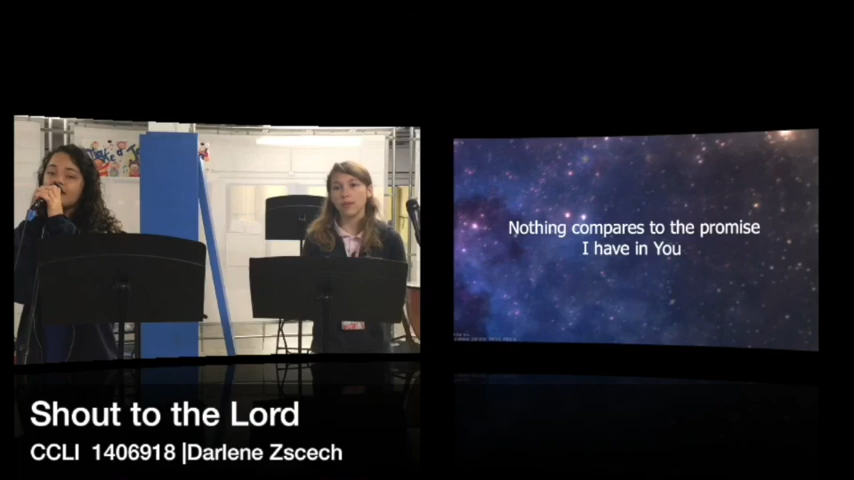 Nothing compares to the promise
I have in You
Shout to the Lord
CCLI 1406918 |Darlene Zscech